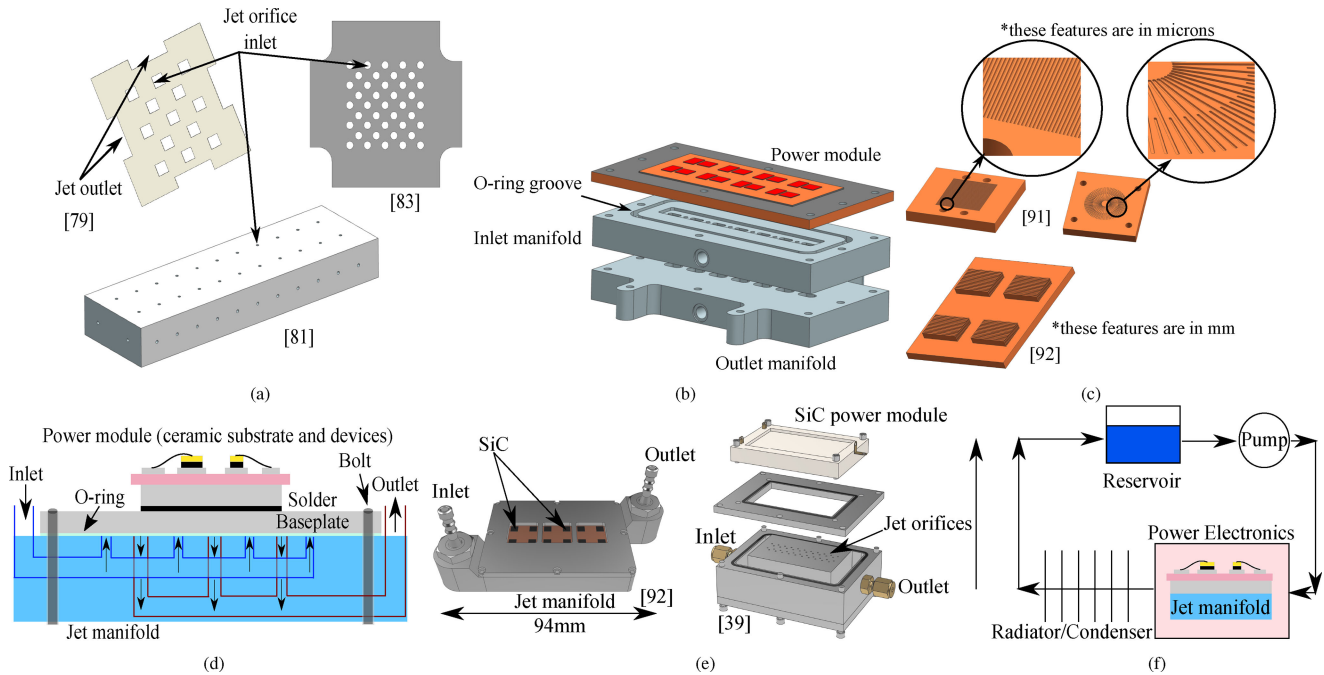 Jet orifice
inlet
Jet outlet
[79]
[83]
[81]
(a)
Power module
O-ring groove
Inlet manifold
Outlet manifold
(b)
*these features are in microns
[91]
*these features are in mm
[92]
(c)
Power module (ceramic substrate and devices)
Inlet
O-ring
Bolt
Outlet
Solder
Baseplate
Jet manifold
(d)
SiC
Inlet
Outlet
Jet manifold
[92]
94mm
SiC power module
Jet orifices
Inlet
Outlet
[39]
(e)
Reservoir
Pump
Power Electronics
Jet manifold
Radiator/Condenser
(f)